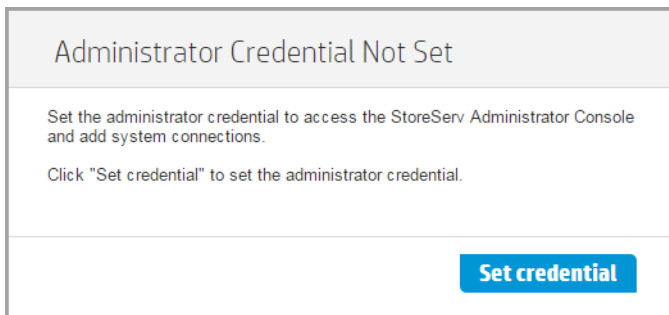 Administrator Credential Not Set
Set the administrator credential to access the StoreServ Administrator Console
and add system connections.
Click "Set credential" to set the administrator credential.
Set credential